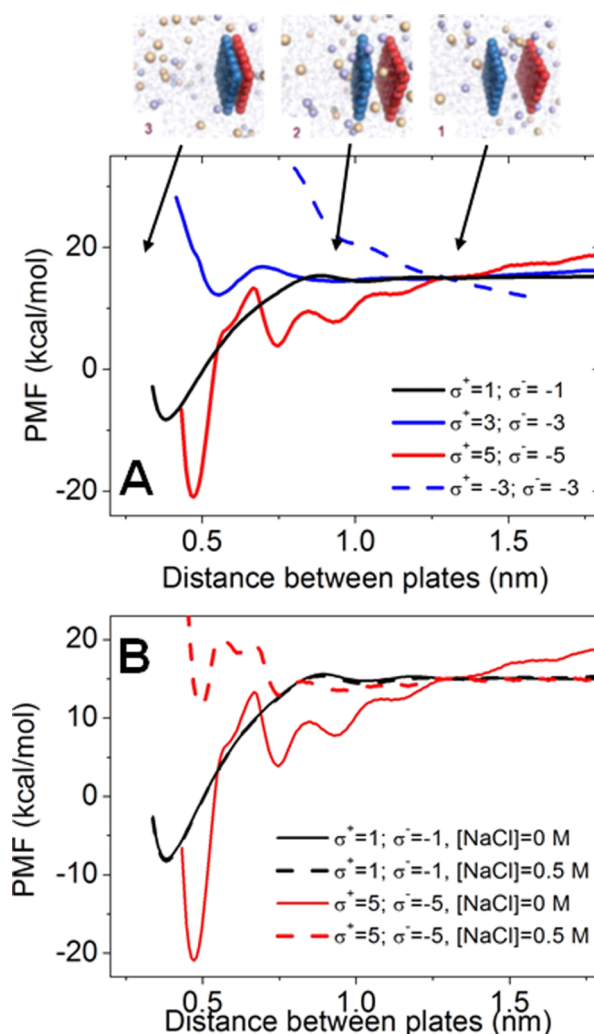 3 2 1
PMF (kcal/mol)
20
0
-20
A
σ⁺=1; σ⁻= -1
σ⁺=3; σ⁻= -3
σ⁺=5; σ⁻= -5
σ⁺= -3; σ⁻= -3
0.5 1.0 1.5
Distance between plates (nm)
B
PMF (kcal/mol)
20
10
0
-10
-20
σ⁺=1; σ⁻=-1, [NaCl]=0 M
σ⁺=1; σ⁻=-1, [NaCl]=0.5 M
σ⁺=5; σ⁻=-5, [NaCl]=0 M
σ⁺=5; σ⁻=-5, [NaCl]=0.5 M
0.5 1.0 1.5
Distance between plates (nm)